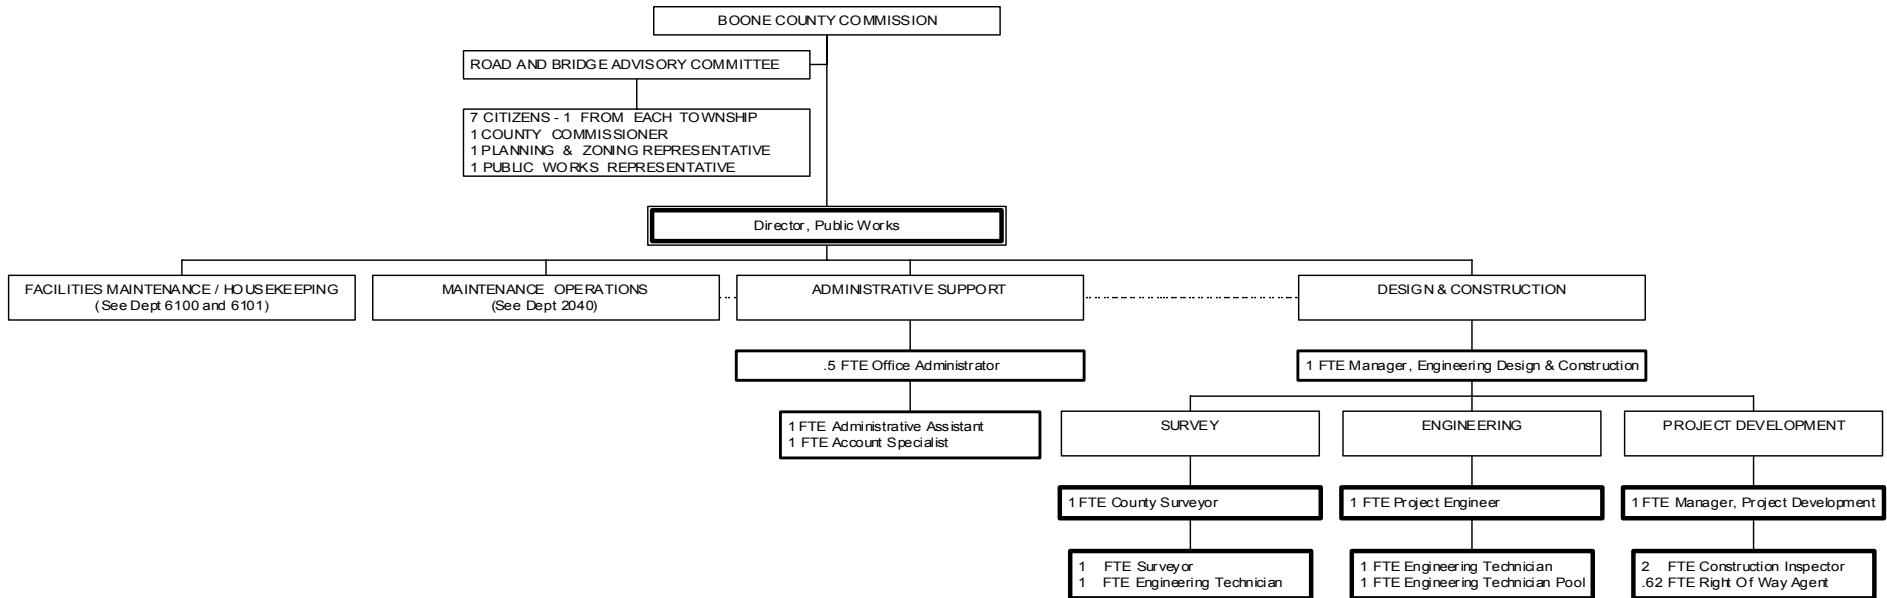 BOONE COUNTY COMMISSION
ROAD AND BRIDGE ADVISORY COMMITTEE
7 CITIZENS - 1 FROM EACH TOWNSHIP
1 COUNTY COMMISSIONER
1 PLANNING & ZONING REPRESENTATIVE
1 PUBLIC WORKS REPRESENTATIVE
Director, Public Works
FACILITIES MAINTENANCE / HOUSEKEEPING
(See Dept 6100 and 6101)
MAINTENANCE OPERATIONS
(See Dept 2040)
ADMINISTRATIVE SUPPORT
DESIGN & CONSTRUCTION
.5 FTE Office Administrator
1 FTE Manager, Engineering Design & Construction
1 FTE Administrative Assistant
1 FTE Account Specialist
SURVEY
ENGINEERING
PROJECT DEVELOPMENT
1 FTE County Surveyor
1 FTE Project Engineer
1 FTE Manager, Project Development
1 FTE Surveyor
1 FTE Engineering Technician
1 FTE Engineering Technician
1 FTE Engineering Technician Pool
2 FTE Construction Inspector
.62 FTE Right Of Way Agent